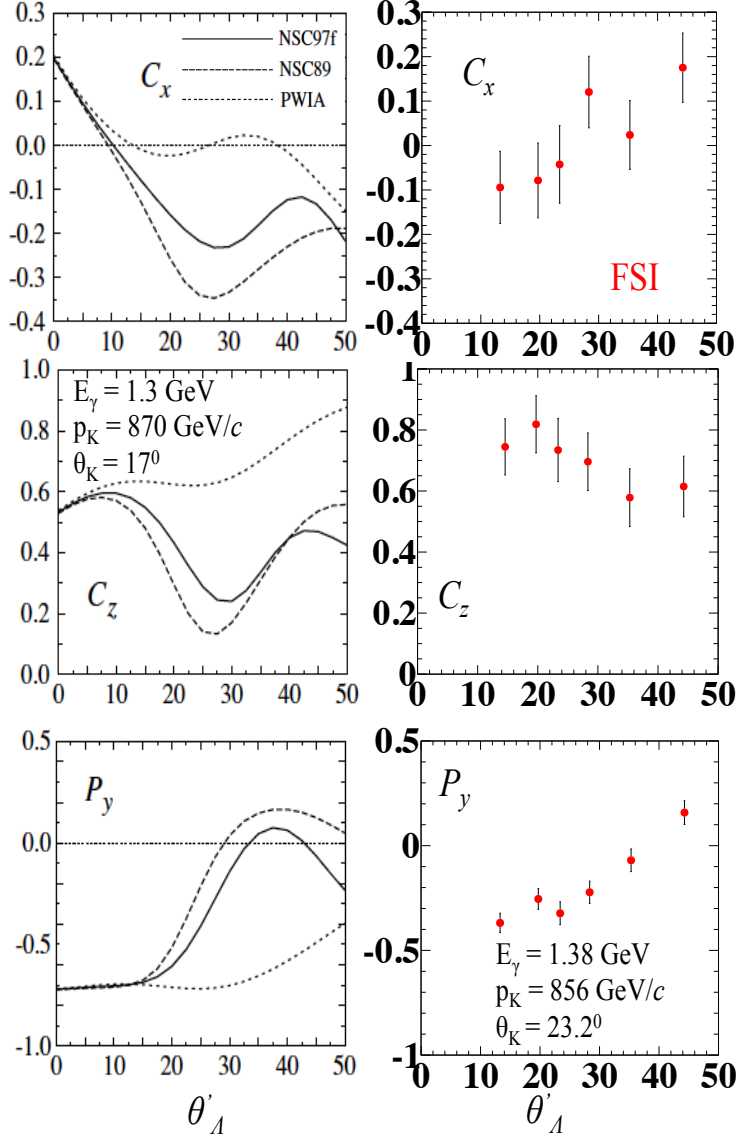 0.3
0.2
0.1
0.0
-0.1
-0.2
-0.3
-0.4
C_x
NSC97f
NSC89
PWIA
0 10 20 30 40 50
0.3
0.2
0.1
0
-0.1
-0.2
-0.3
-0.4
C_x
FSI
0 10 20 30 40 50
1.0
0.8
0.6
0.4
0.2
0.0
E_γ = 1.3 GeV
p_K = 870 GeV/c
θ_K = 17⁰
C_z
0 10 20 30 40 50
1
0.8
0.6
0.4
0.2
0
C_z
0 10 20 30 40 50
0.5
0.0
-0.5
-1.0
P_y
0 10 20 30 40 50
θ'_Λ
0.5
0
-0.5
-1
P_y
E_γ = 1.38 GeV
p_K = 856 GeV/c
θ_K = 23.2⁰
0 10 20 30 40 50
θ'_Λ